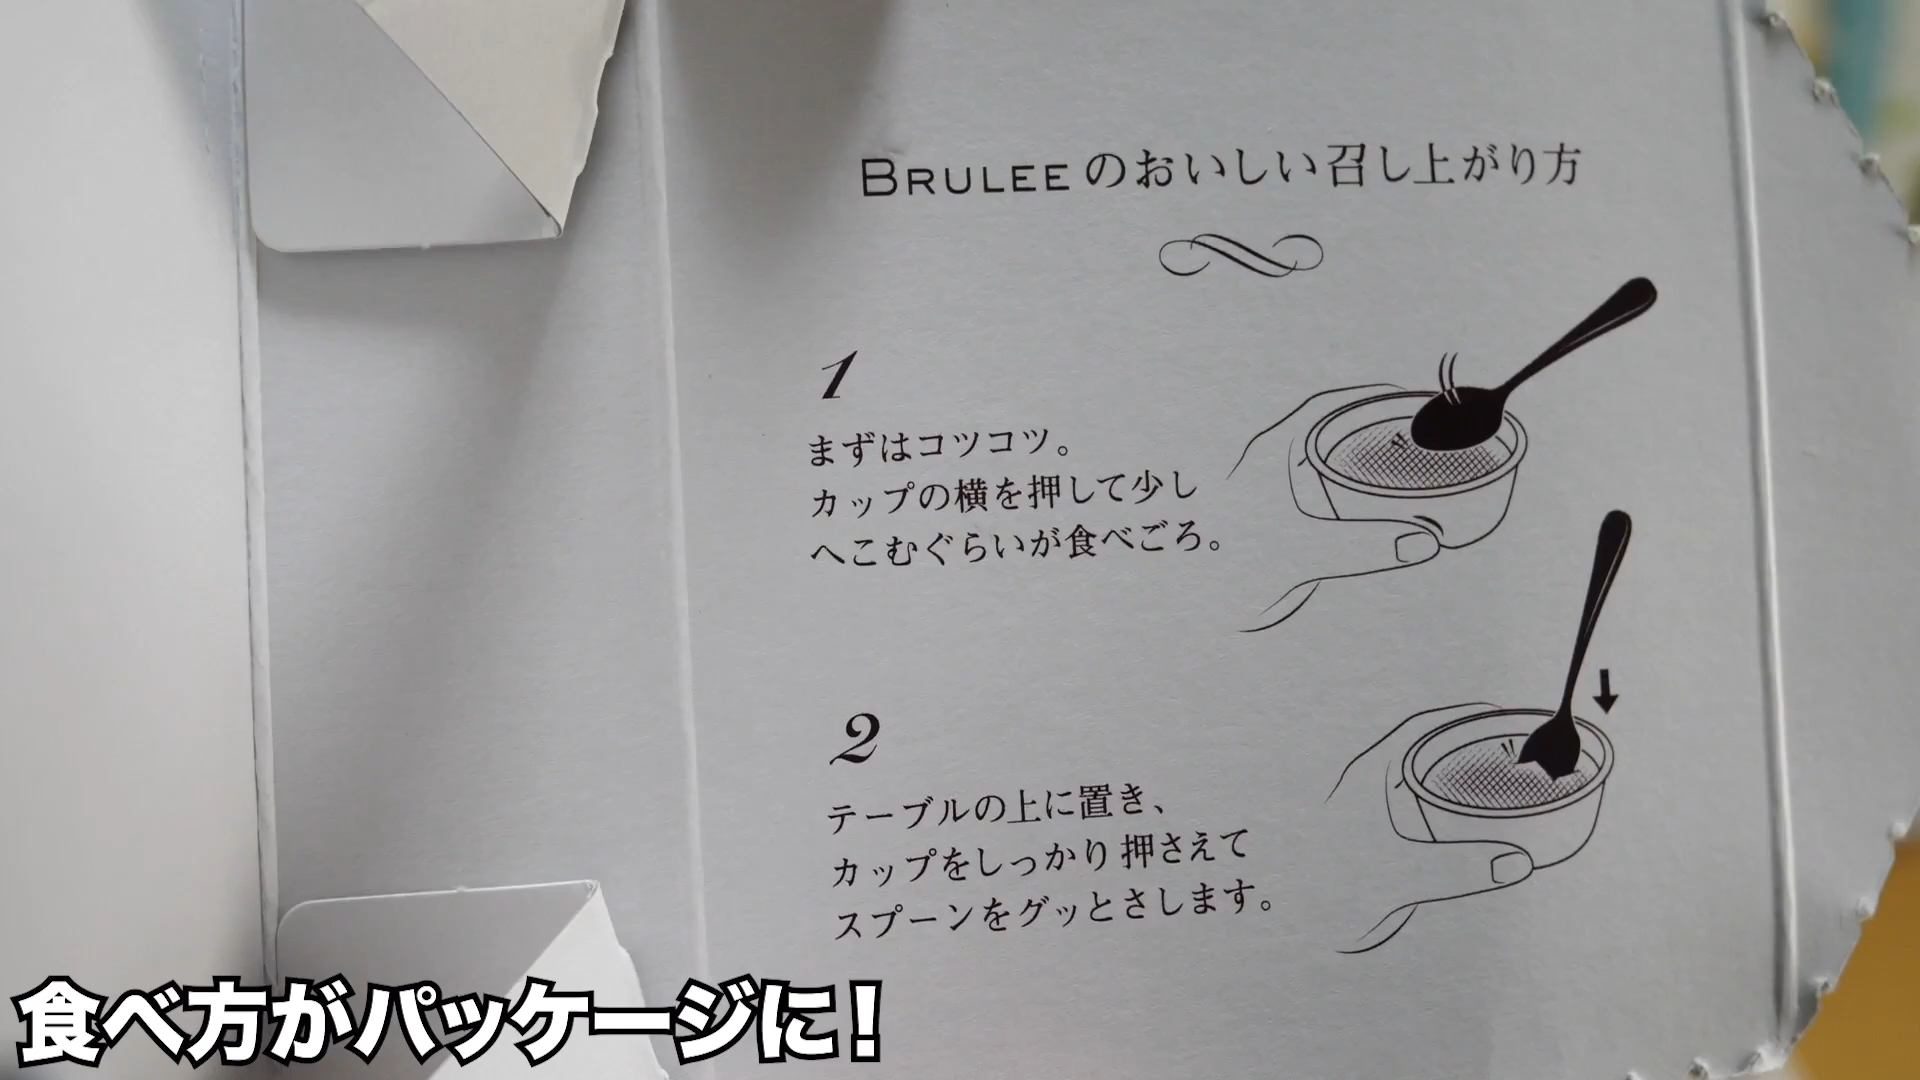 BRULEEのおいしい召し上がり方
1
まずはコツコツ。
カップの横を押して少し
へこむぐらいが食べごろ。
2
テーブルの上に置き、
カップをしっかり押さえて
スプーンをグッとさします。
食べ方がパッケージに！